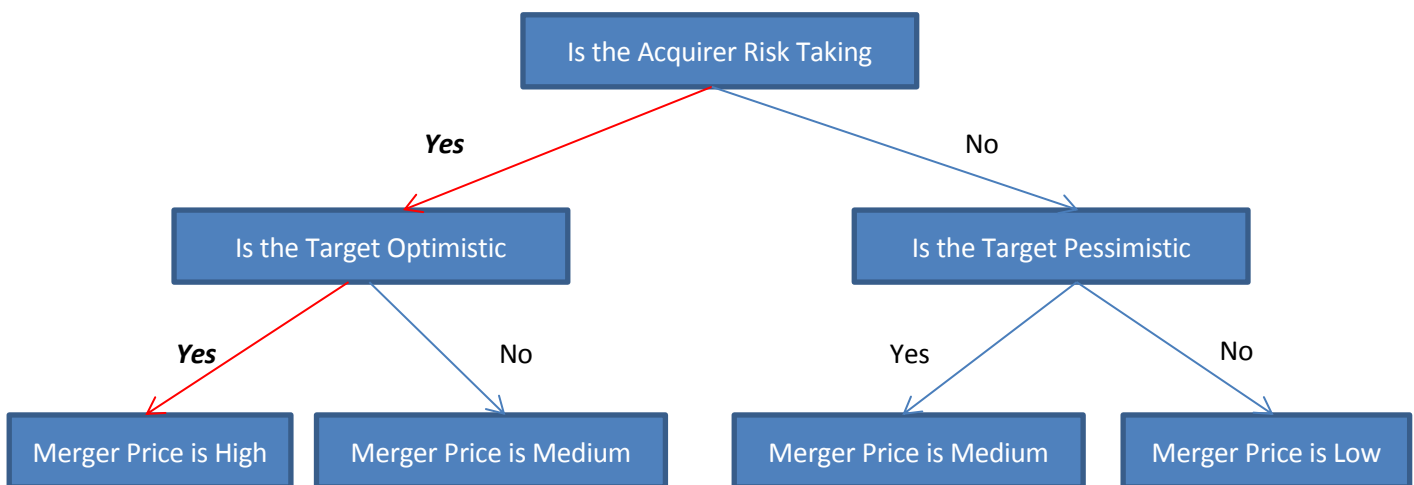 Is the Acquirer Risk Taking
Yes
No
Is the Target Optimistic
Is the Target Pessimistic
Yes
No
Yes
No
Merger Price is High
Merger Price is Medium
Merger Price is Medium
Merger Price is Low